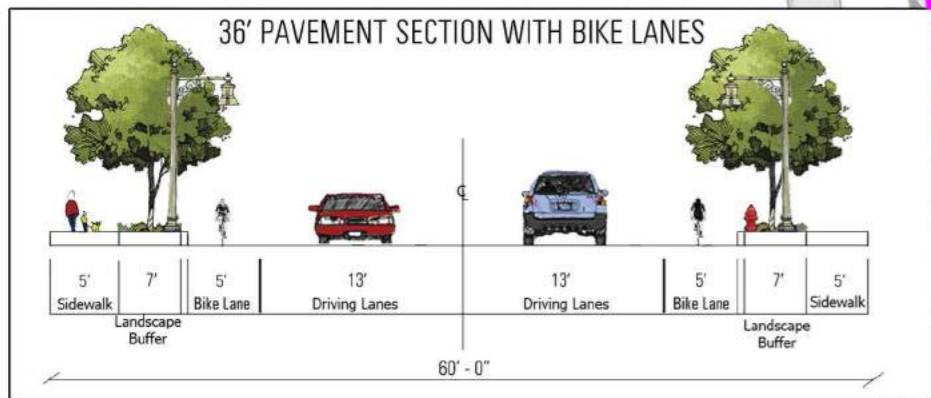 36' PAVEMENT SECTION WITH BIKE LANES
℄
5' 7' 5' 13' 13' 5' 7' 5'
Sidewalk Bike Lane Driving Lanes Driving Lanes Bike Lane Sidewalk
Landscape Landscape
Buffer Buffer
60' - 0"